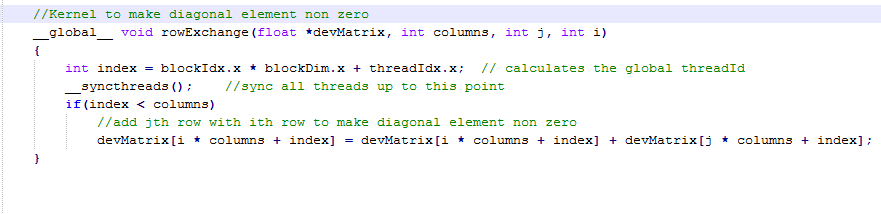 //Kernel to make diagonal element non zero
__global__ void rowExchange(float *devMatrix, int columns, int j, int i)
{
int index = blockIdx.x * blockDim.x + threadIdx.x;  // calculates the global threadId
__syncthreads();    //sync all threads up to this point
if(index < columns)
//add jth row with ith row to make diagonal element non zero
devMatrix[i * columns + index] = devMatrix[i * columns + index] + devMatrix[j * columns + index];
}